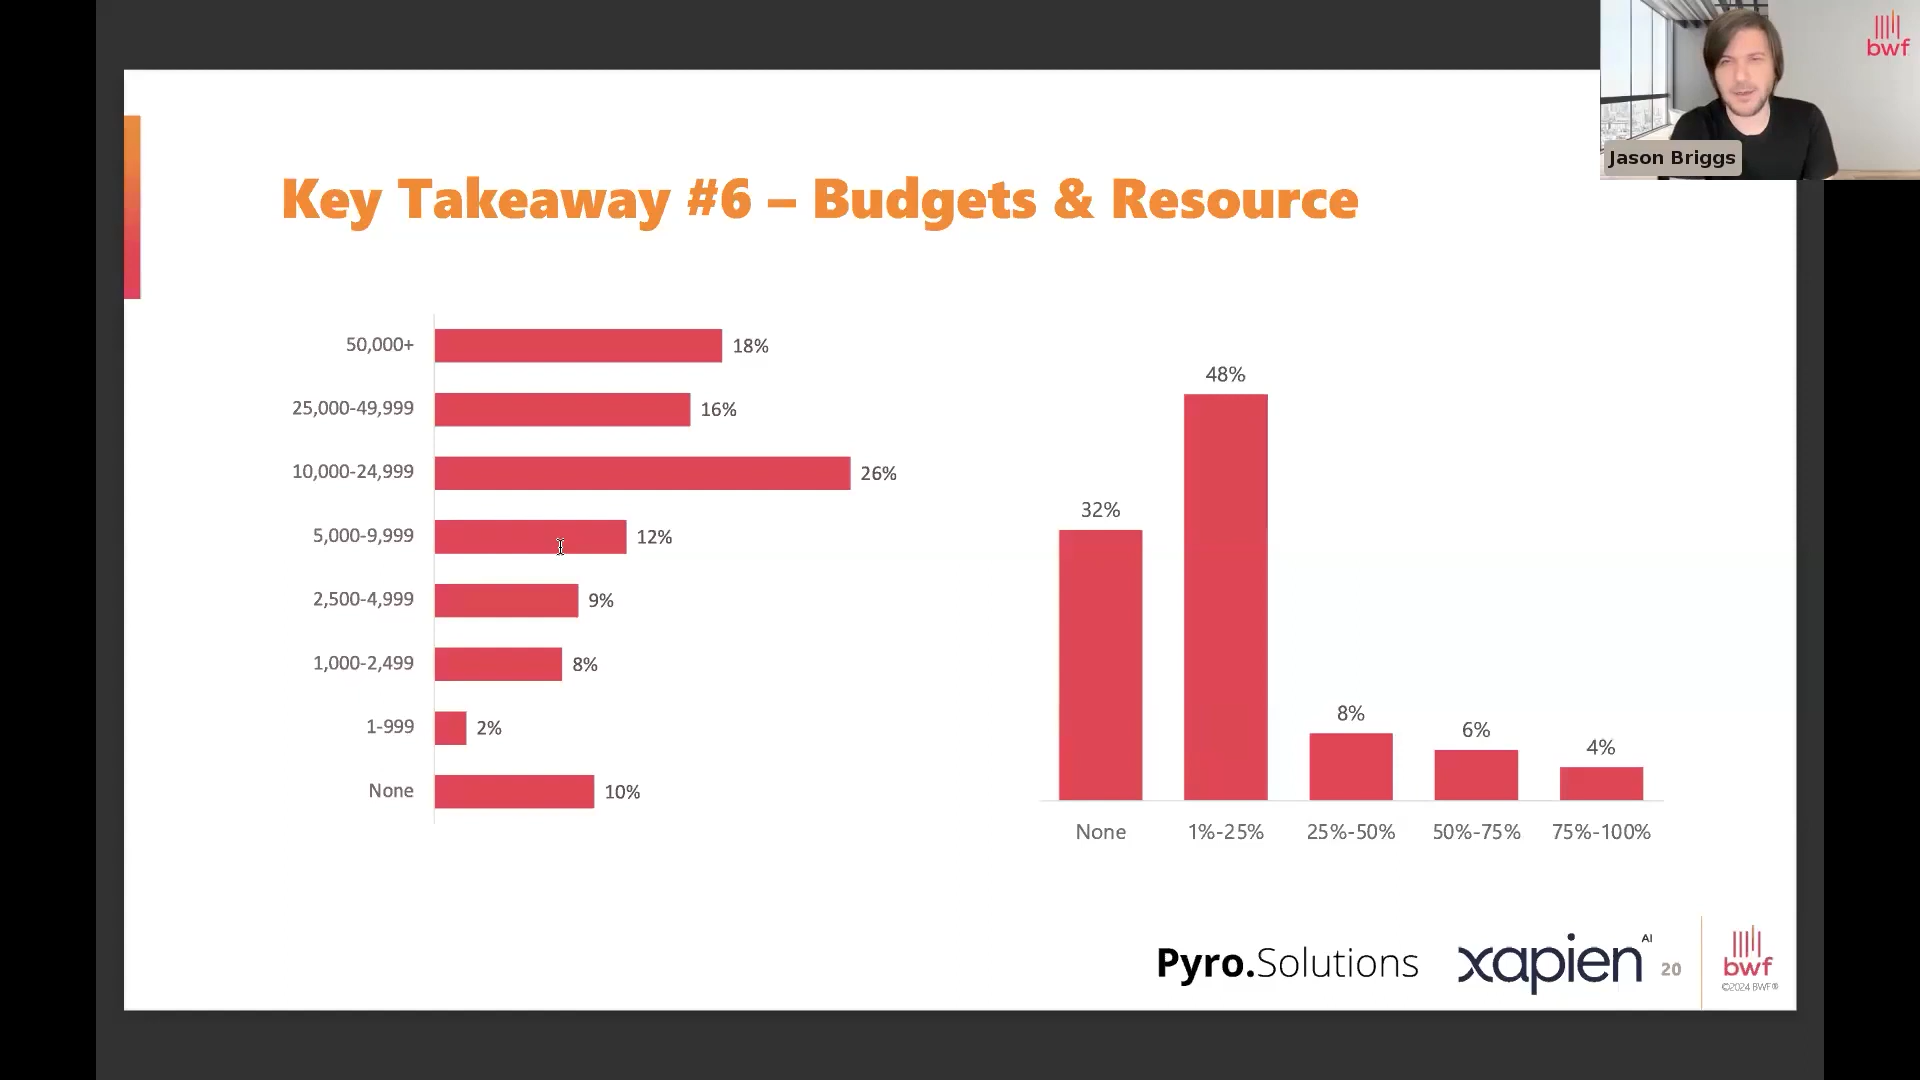 bwf
Jason Briggs
Key Takeaway #6 – Budgets & Resource
50,000+
18%
25,000-49,999
16%
10,000-24,999
26%
5,000-9,999
12%
2,500-4,999
9%
1,000-2,499
8%
1-999
2%
None
10%
32%
48%
8%
6%
4%
None
1%-25%
25%-50%
50%-75%
75%-100%
Pyro.Solutions
xapien AI
20
bwf
©2024 BWF®